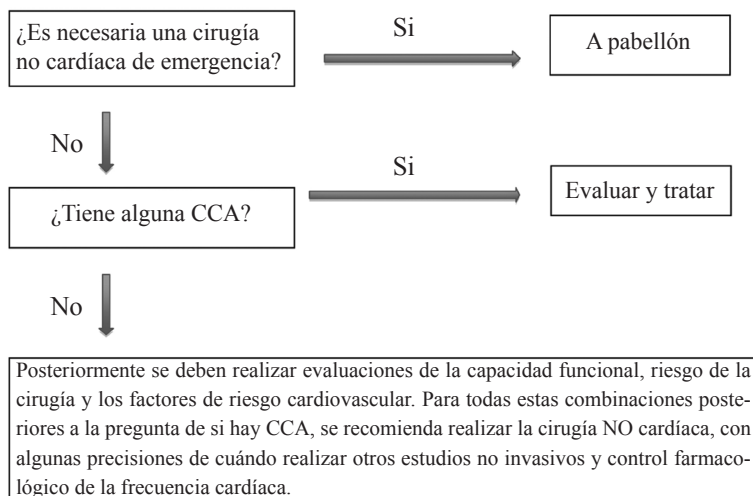 ¿Es necesaria una cirugía
no cardíaca de emergencia?
Si
A pabellón
No
¿Tiene alguna CCA?
Si
Evaluar y tratar
No
Posteriormente se deben realizar evaluaciones de la capacidad funcional, riesgo de la
cirugía y los factores de riesgo cardiovascular. Para todas estas combinaciones poste-
riores a la pregunta de si hay CCA, se recomienda realizar la cirugía NO cardíaca, con
algunas precisiones de cuándo realizar otros estudios no invasivos y control farmaco-
lógico de la frecuencia cardíaca.